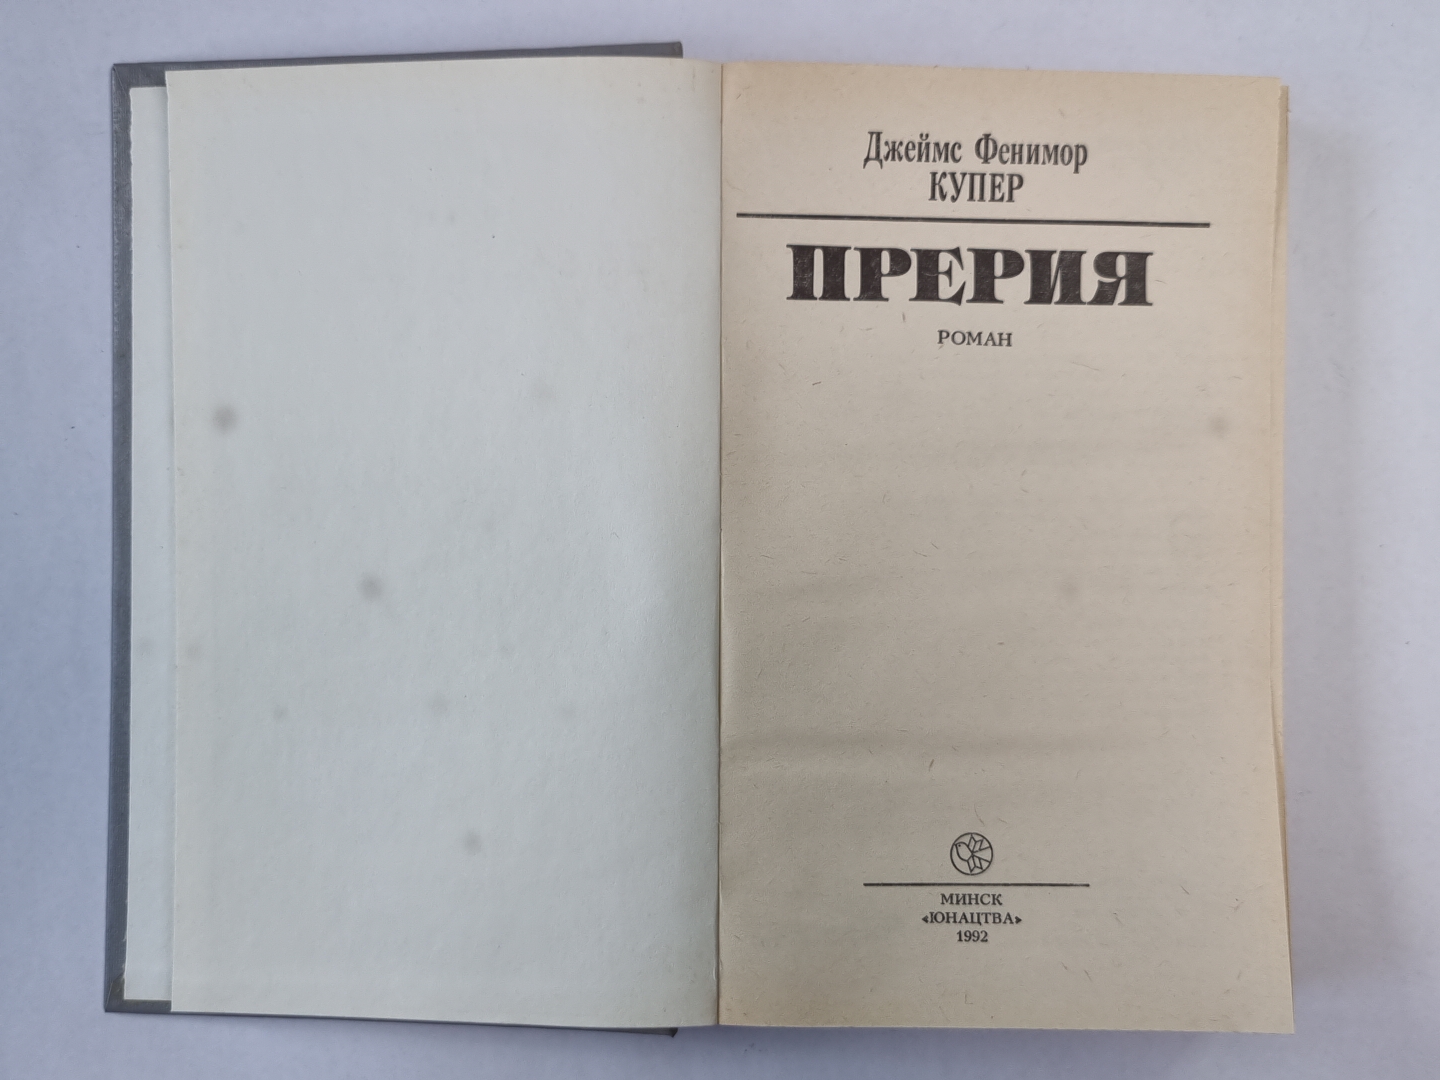 Джеймс Фенимор
КУПЕР
ПРЕРИЯ
РОМАН
МИНСК
«ЮНАЦТВА»
1992